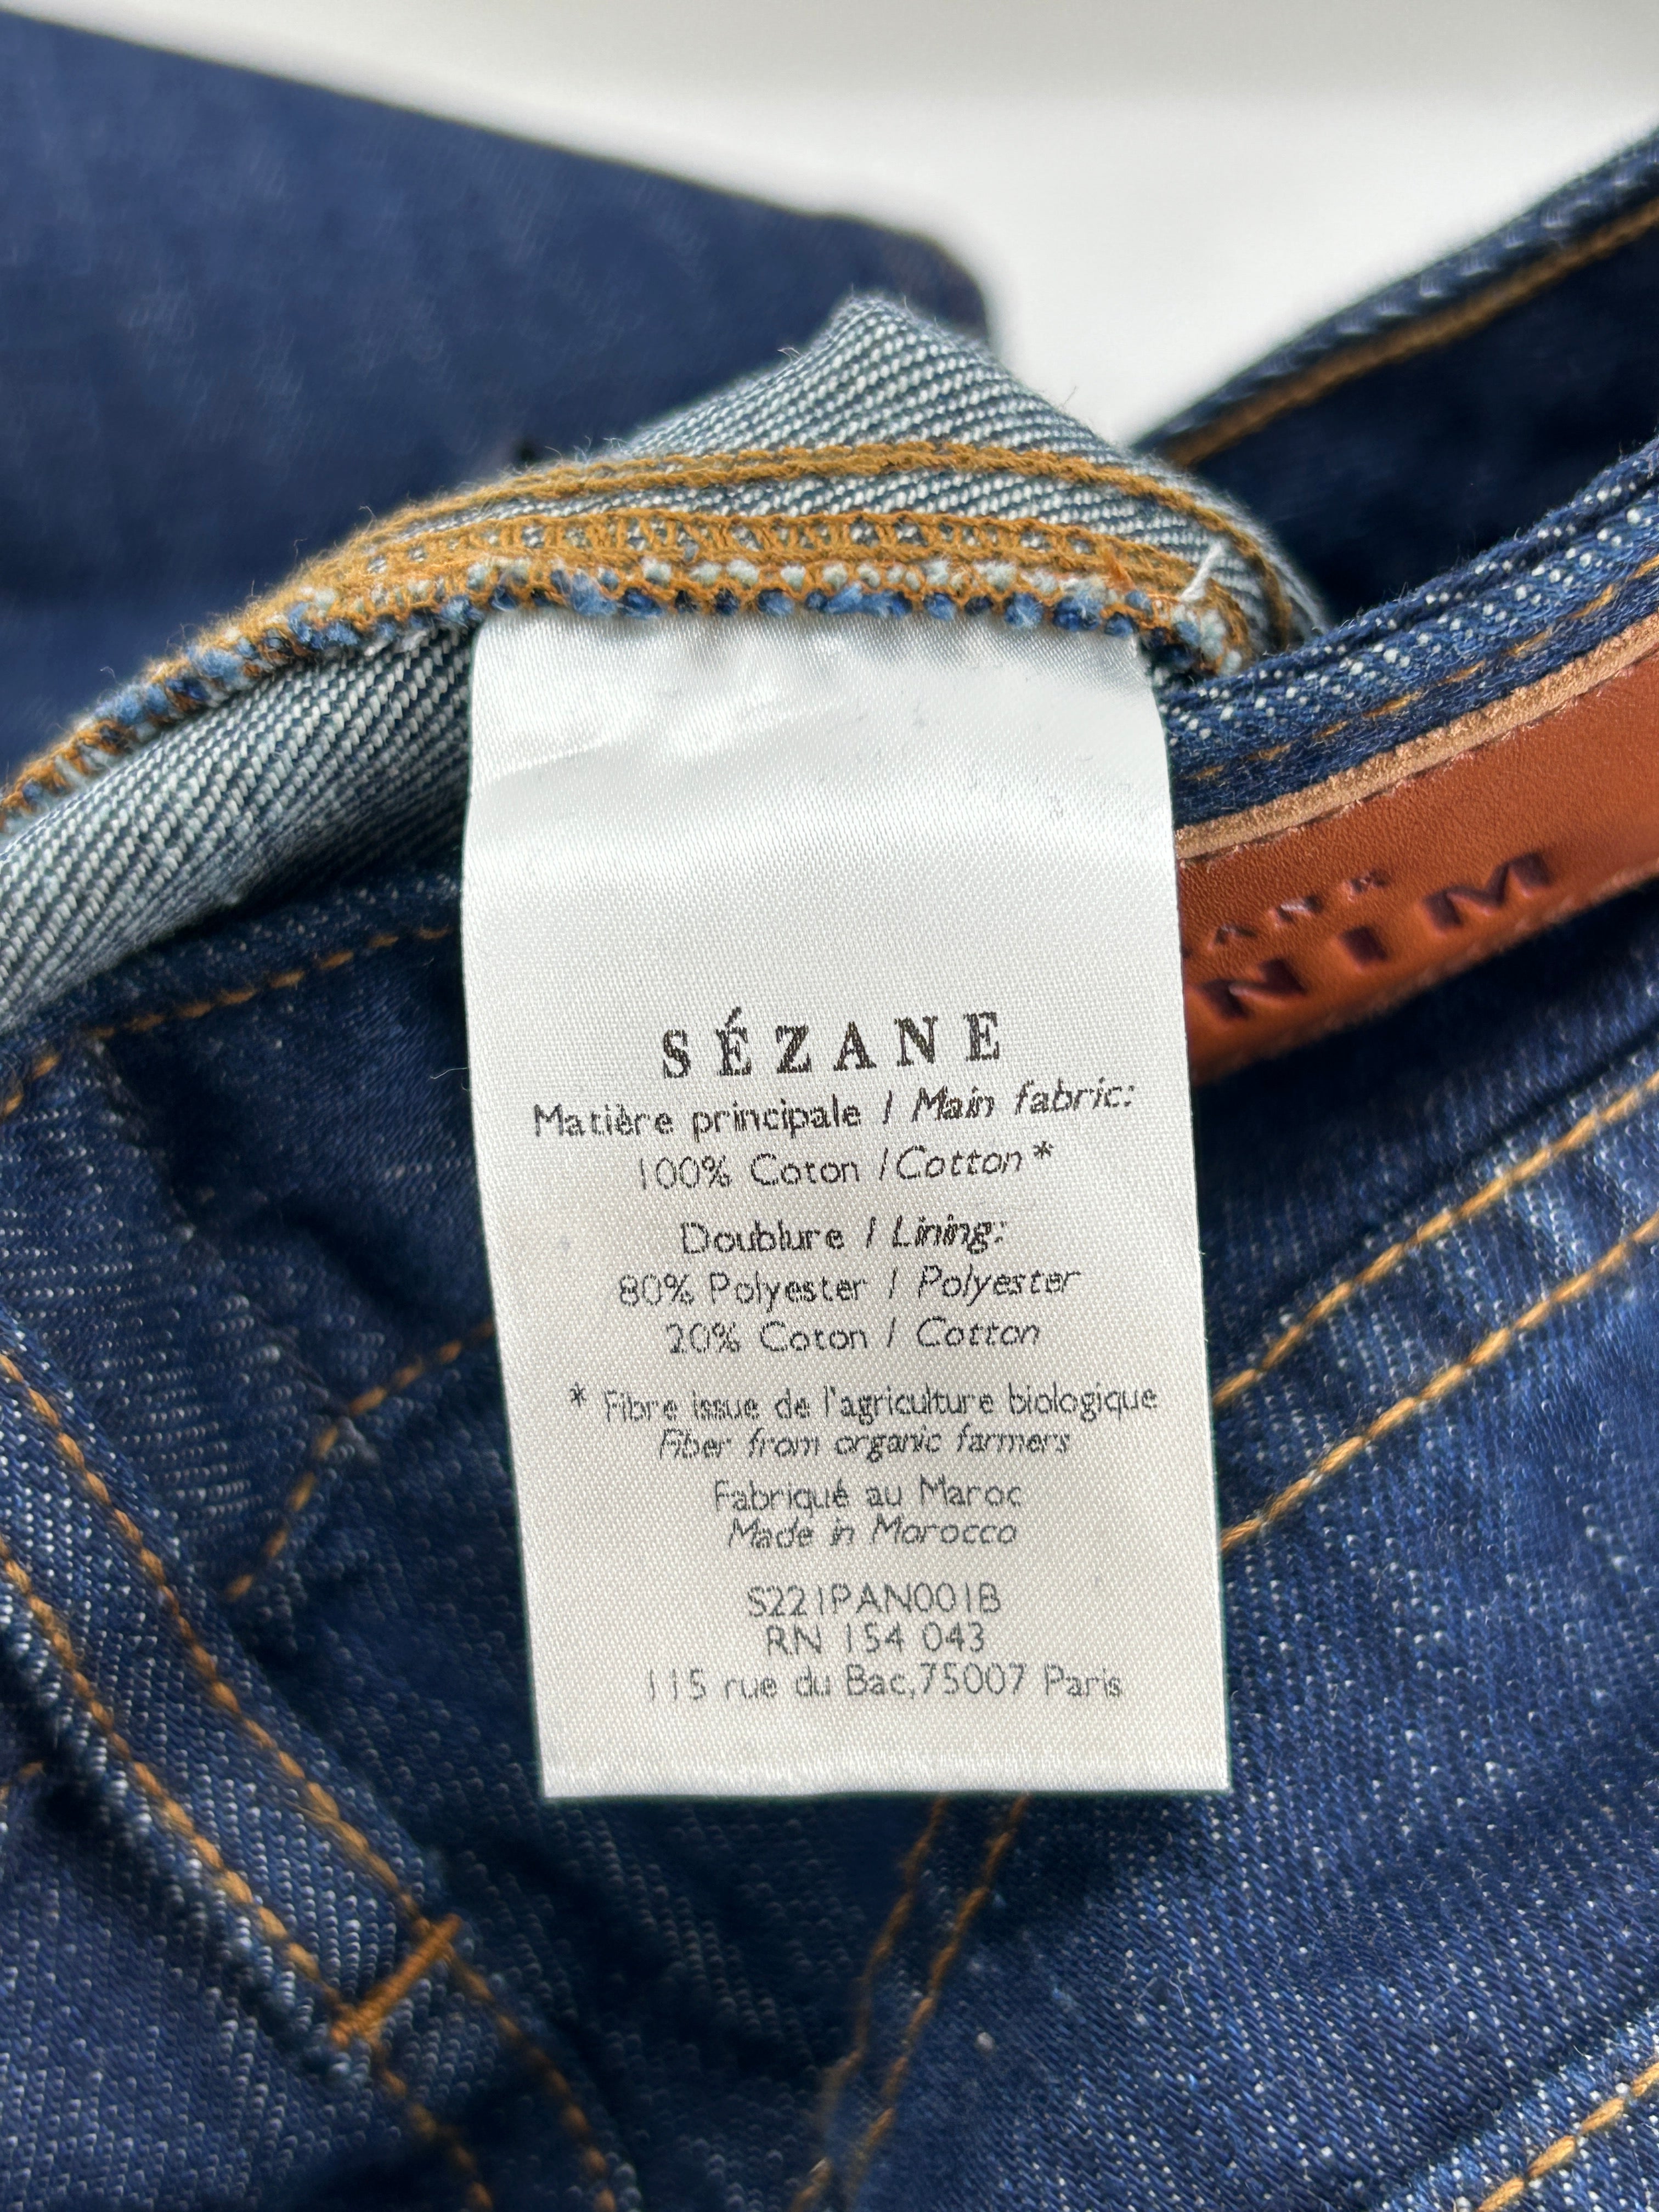 SÉZANE
Matière principale / Main fabric:
100% Coton / Cotton*
Doublure / Lining:
80% Polyester / Polyester
20% Coton / Cotton
* Fibre issue de l'agriculture biologique
Fiber from organic farmers
Fabriqué au Maroc
Made in Morocco
S221PAN001B
RN 154 043
115 rue du Bac,75007 Paris